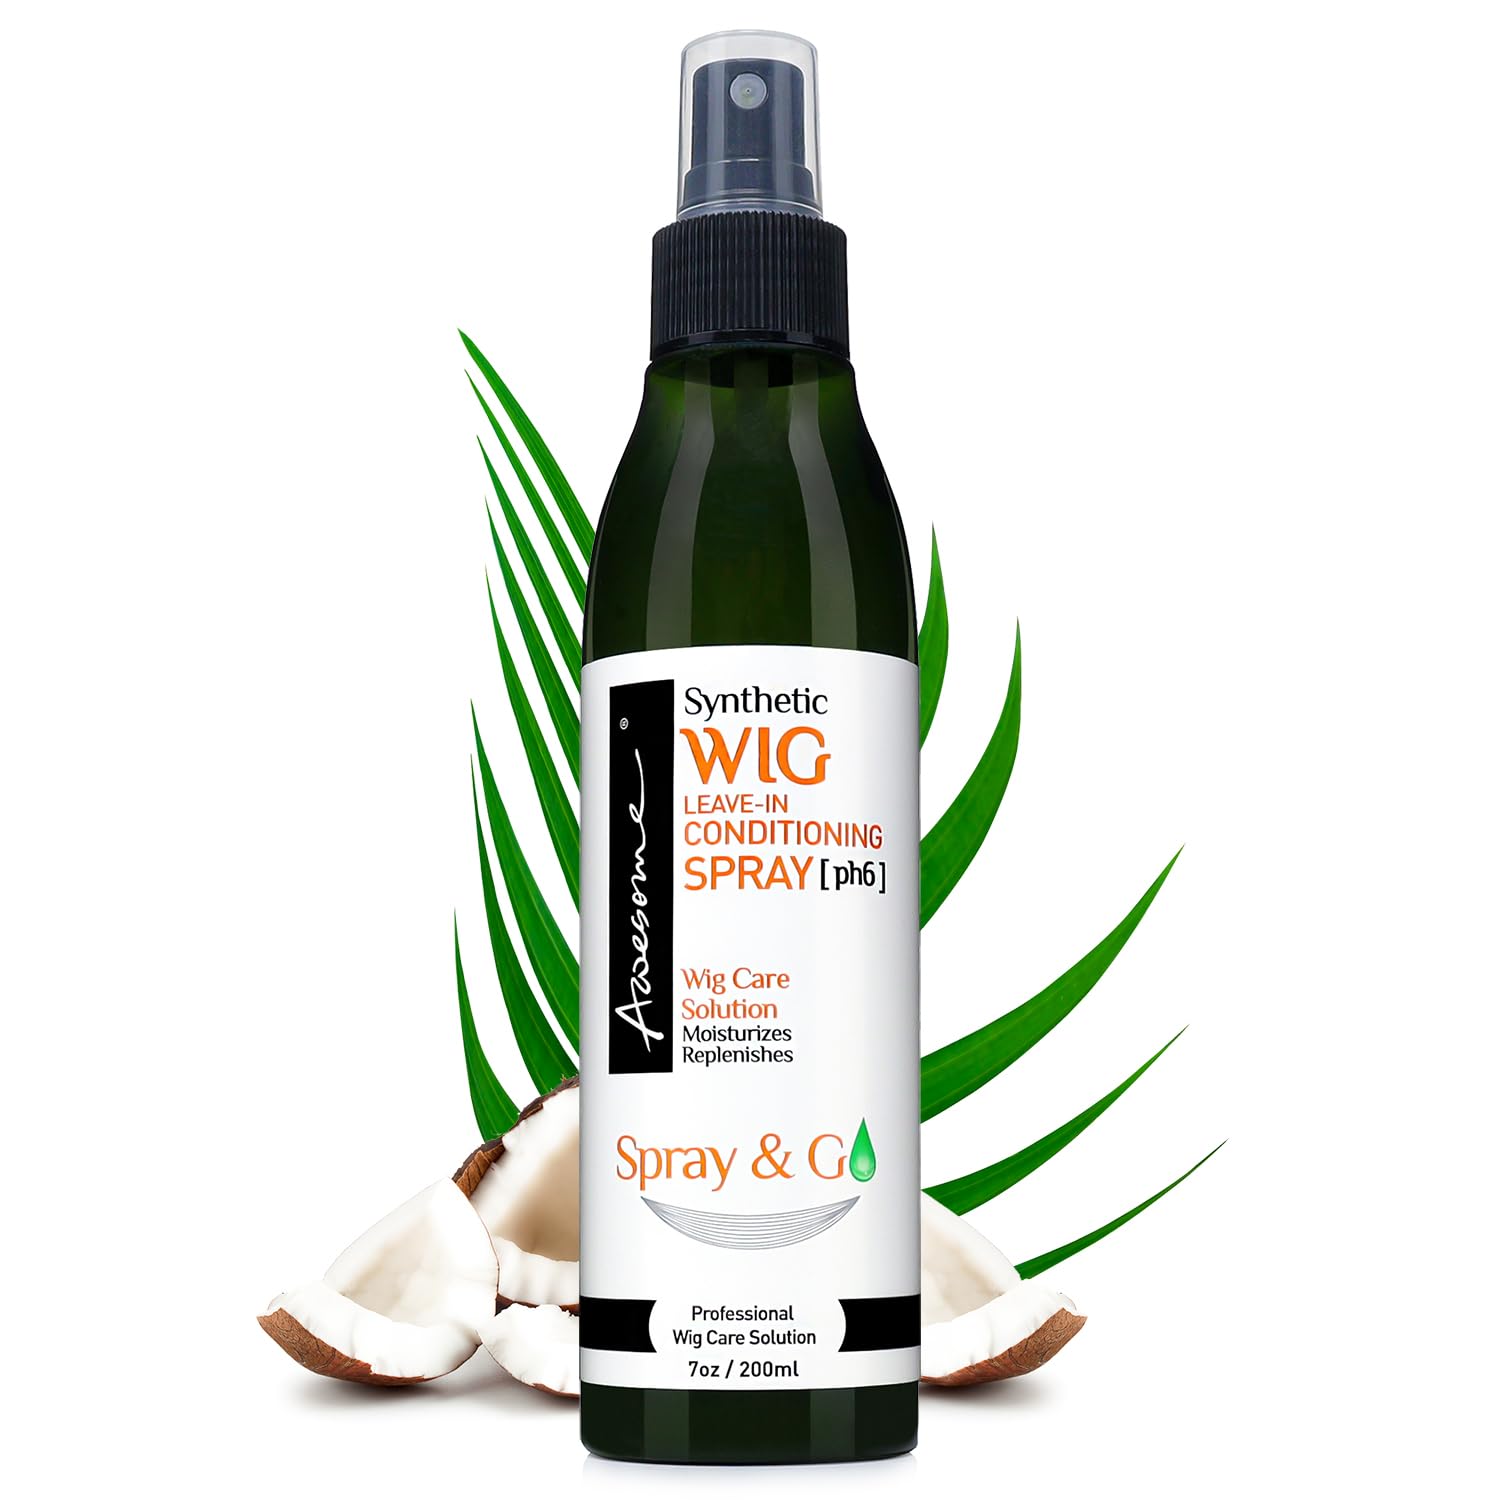 Awesome®
Synthetic
WIG
LEAVE-IN
CONDITIONING
SPRAY [ph6]
Wig Care
Solution
Moisturizes
Replenishes
Spray & GO
Professional
Wig Care Solution
7oz / 200ml